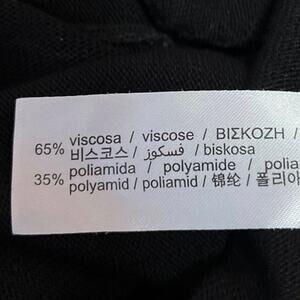 65% viscosa / viscose / ΒΙΣΚΟΖΗ /
비스코스 / فسكوز / biskosa
35% poliamida / polyamide / polia
polyamid / poliamid / 锦纶 / 폴리아